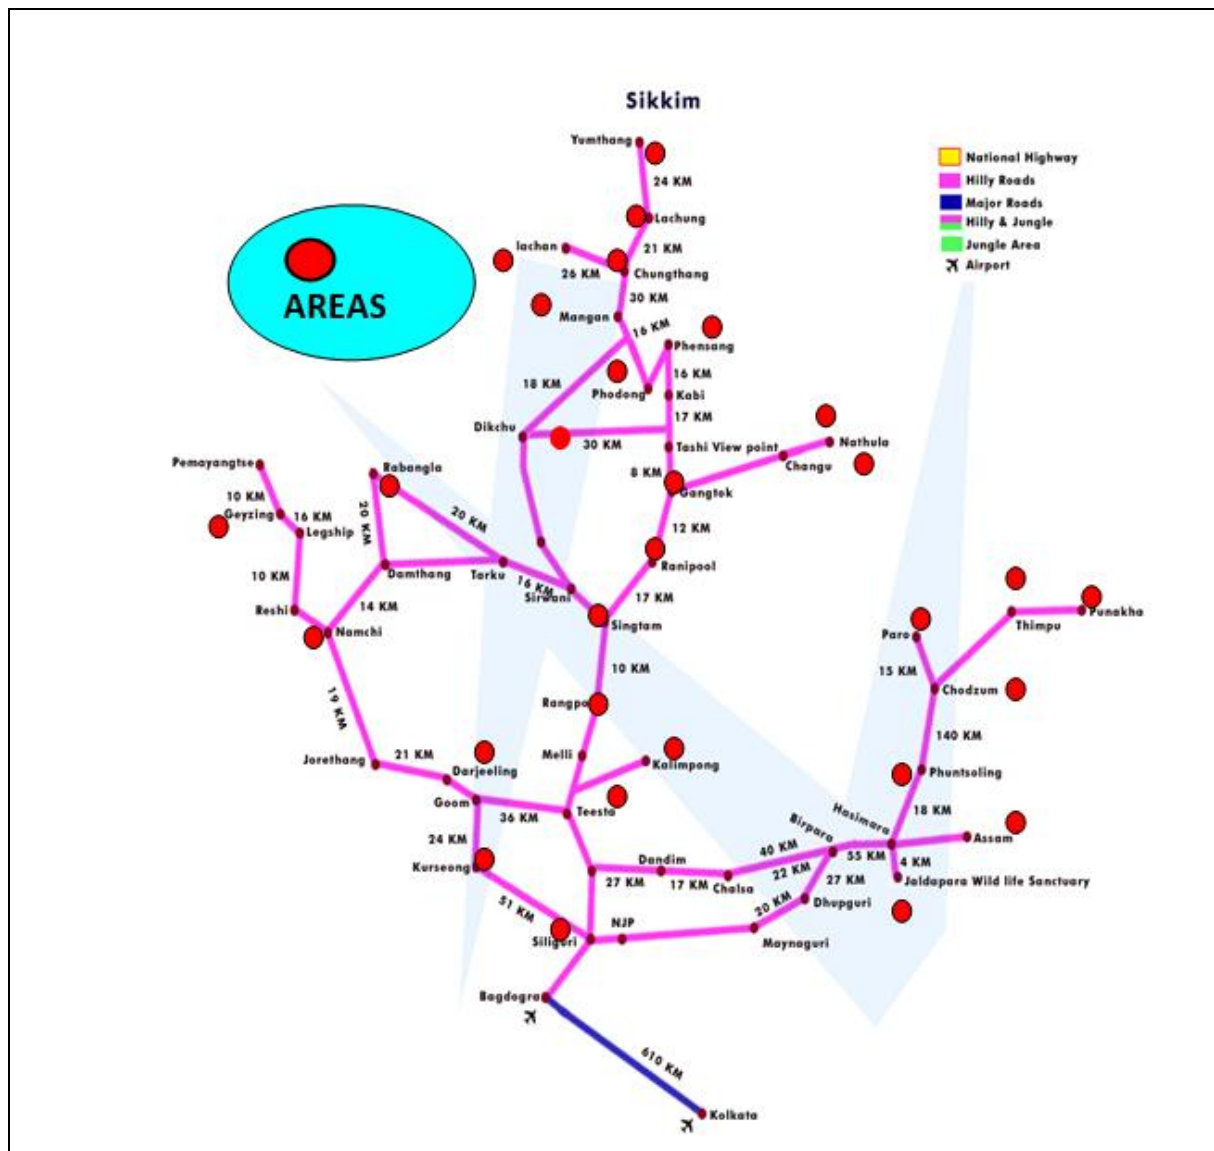 Sikkim
Yumthang
National Highway
24 KM
Hilly Roads
Major Roads
Lachung
Hilly & Jungle
lachan
21 KM
Jungle Area
26 KM
Chungthang
Airport
AREAS
30 KM
Mangan
16 KM
Phensang
18 KM
16 KM
Phodong
Kabi
17 KM
Dikchu
30 KM
Tashi View point
Nathula
Changu
Pemayangtse
Rabangla
8 KM
Gangtok
10 KM
20 KM
20 KM
Geyzing
16 KM
Legship
12 KM
Ranipool
10 KM
Damthang
Tarku
16 KM
Sirwani
17 KM
Reshi
14 KM
Singtam
Namchi
Thimpu
Punakha
Paro
10 KM
15 KM
Chodzum
19 KM
Rangpo
140 KM
Jorethang
21 KM
Darjeeling
Melli
Kalimpong
Phuntsoling
Goom
36 KM
Teesta
18 KM
Hasimara
Birpara
Assam
24 KM
Kurseong
Dandim
40 KM
55 KM
4 KM
27 KM
17 KM
Chalsa
22 KM
27 KM
Jaldapara Wild life Sanctuary
51 KM
20 KM
Dhupguri
NJP
Siliguri
Maynaguri
Bagdogra
610 KM
Kolkata